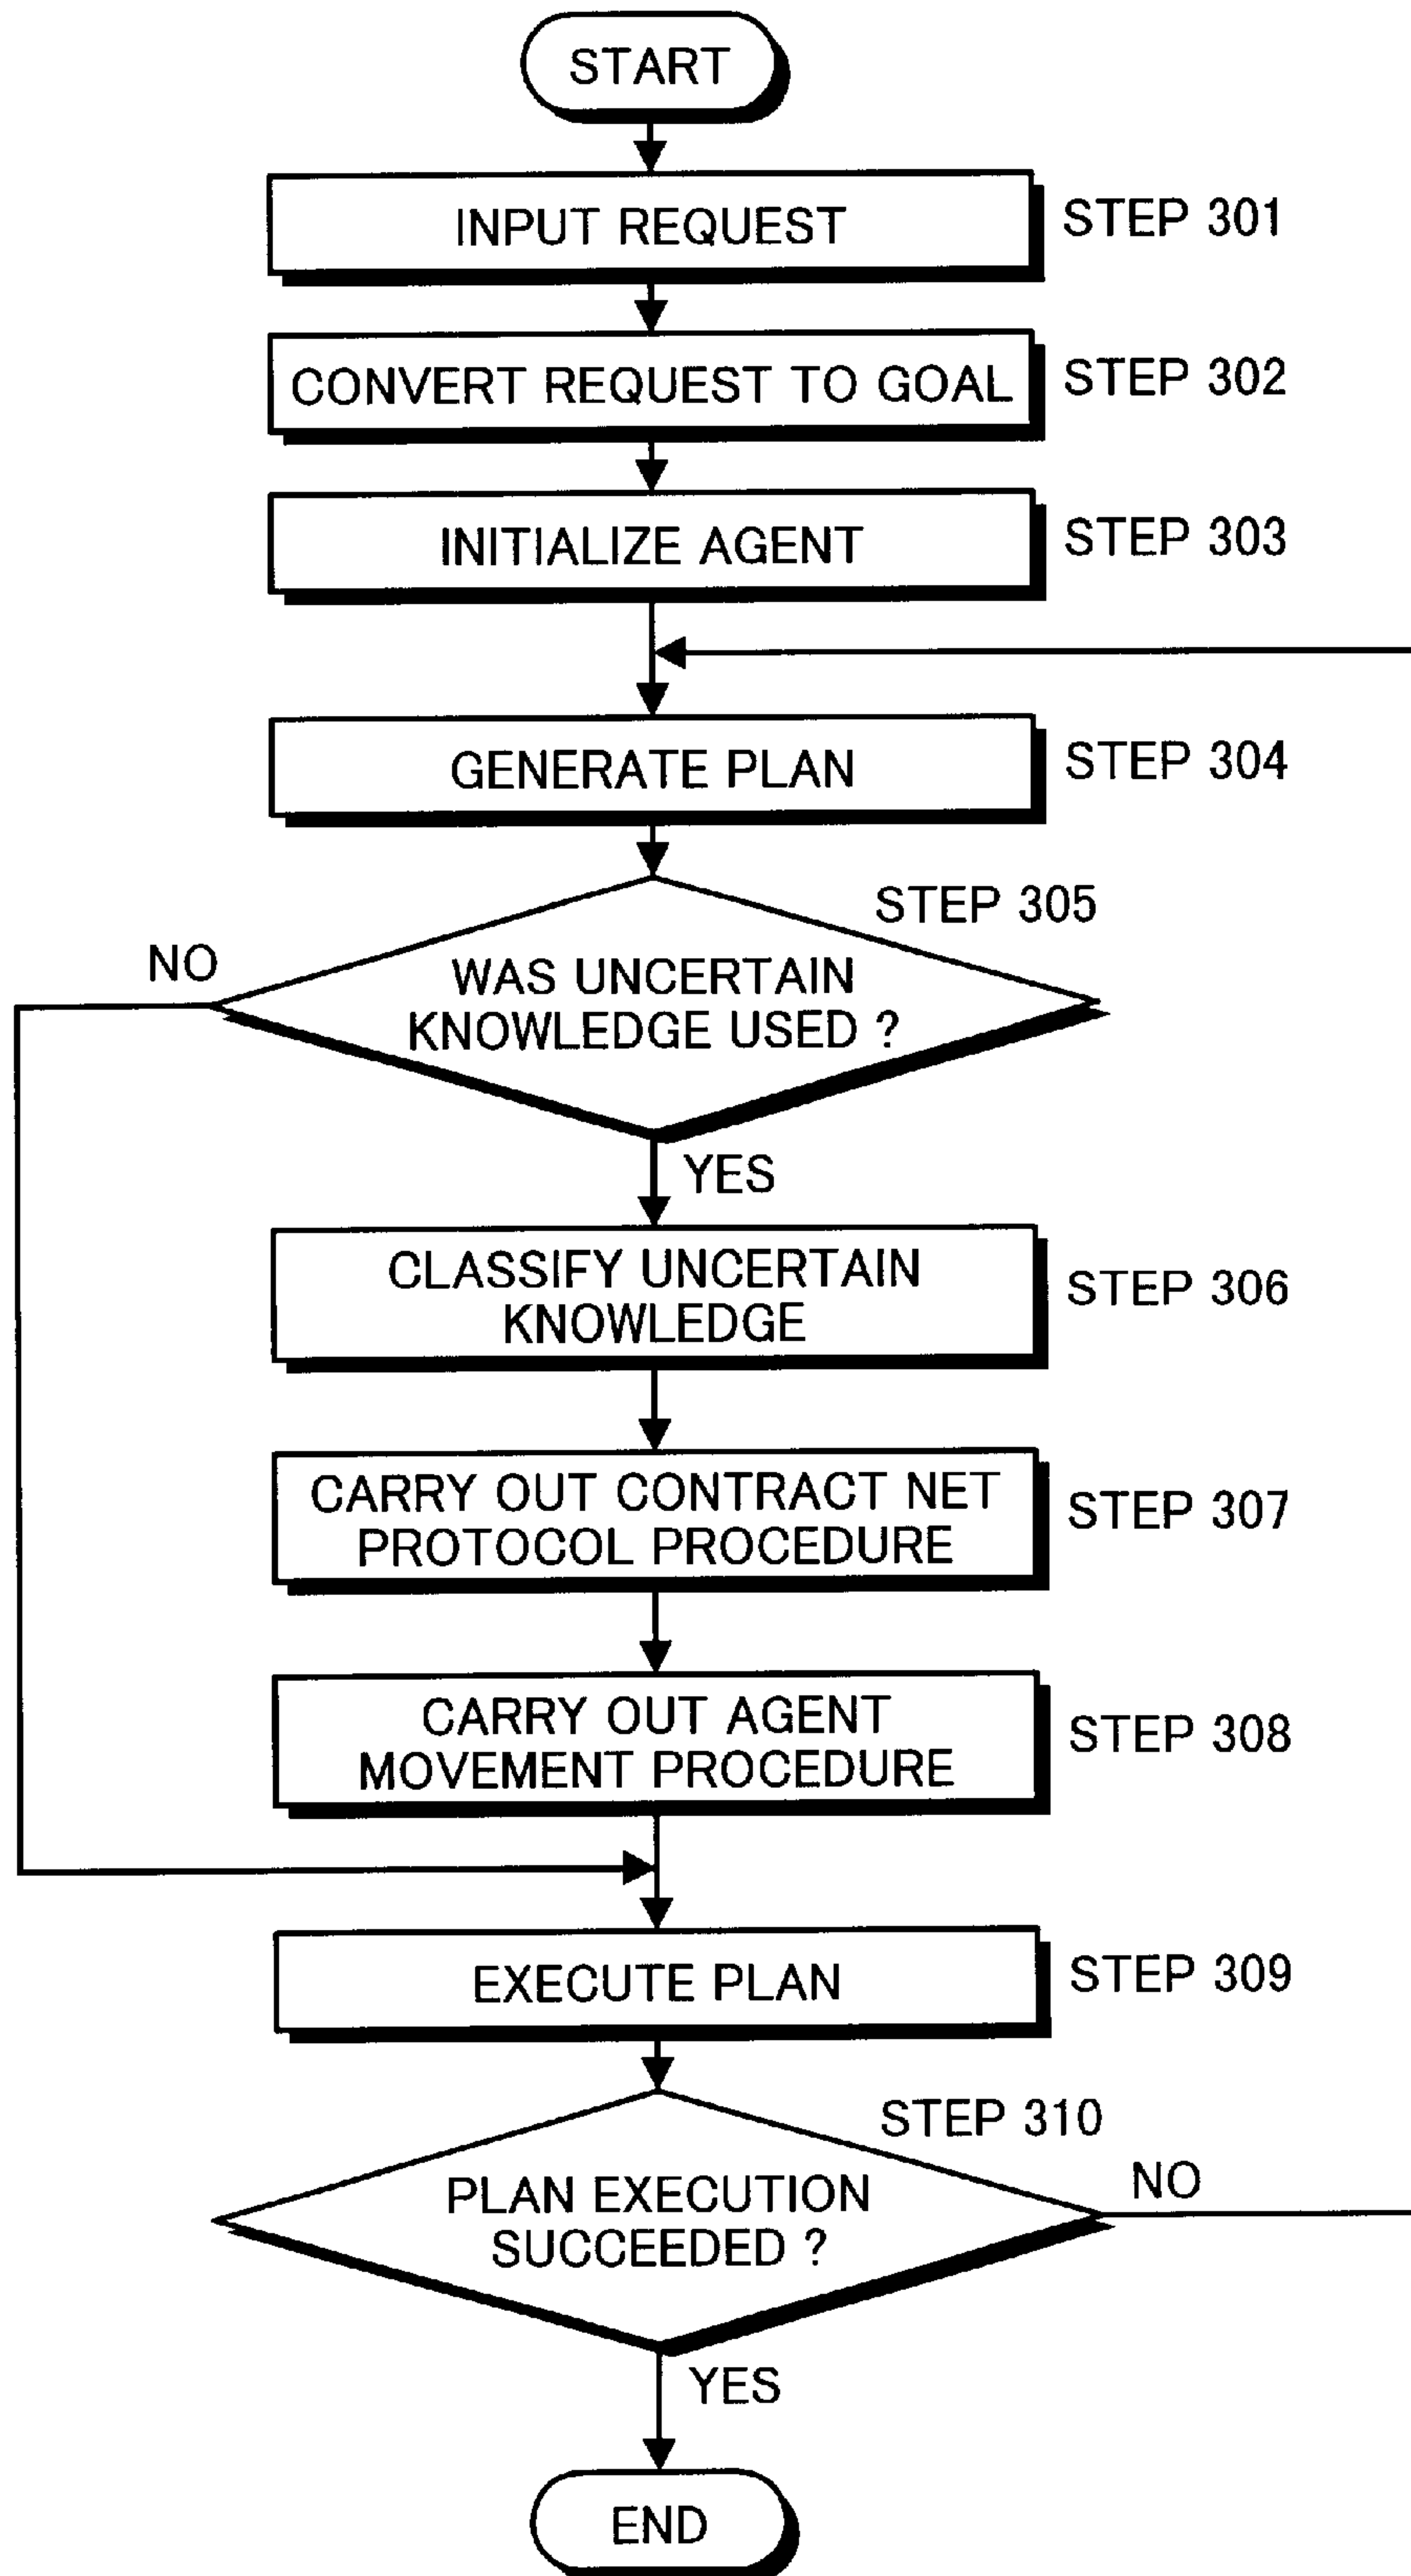 START
INPUT REQUEST
STEP 301
CONVERT REQUEST TO GOAL
STEP 302
INITIALIZE AGENT
STEP 303
GENERATE PLAN
STEP 304
STEP 305
NO
WAS UNCERTAIN
KNOWLEDGE USED ?
YES
CLASSIFY UNCERTAIN
KNOWLEDGE
STEP 306
CARRY OUT CONTRACT NET
PROTOCOL PROCEDURE
STEP 307
CARRY OUT AGENT
MOVEMENT PROCEDURE
STEP 308
EXECUTE PLAN
STEP 309
STEP 310
PLAN EXECUTION
SUCCEEDED ?
NO
YES
END